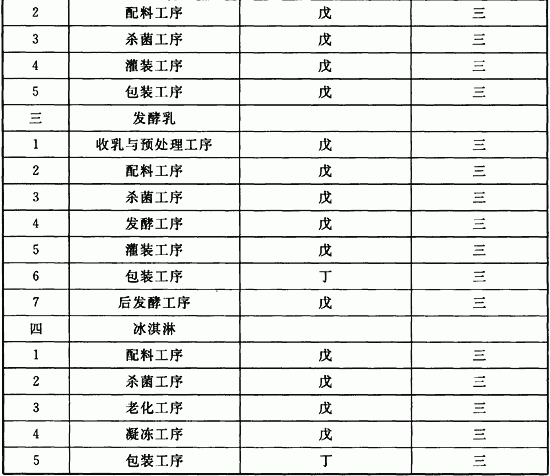 2 配料工序 戊 三
3 杀菌工序 戊 三
4 灌装工序 戊 三
5 包装工序 戊 三
三 发酵乳
1 收乳与预处理工序 戊 三
2 配料工序 戊 三
3 杀菌工序 戊 三
4 发酵工序 戊 三
5 灌装工序 戊 三
6 包装工序 丁 三
7 后发酵工序 戊 三
四 冰淇淋
1 配料工序 戊 三
2 杀菌工序 戊 三
3 老化工序 戊 三
4 凝冻工序 戊 三
5 包装工序 丁 三